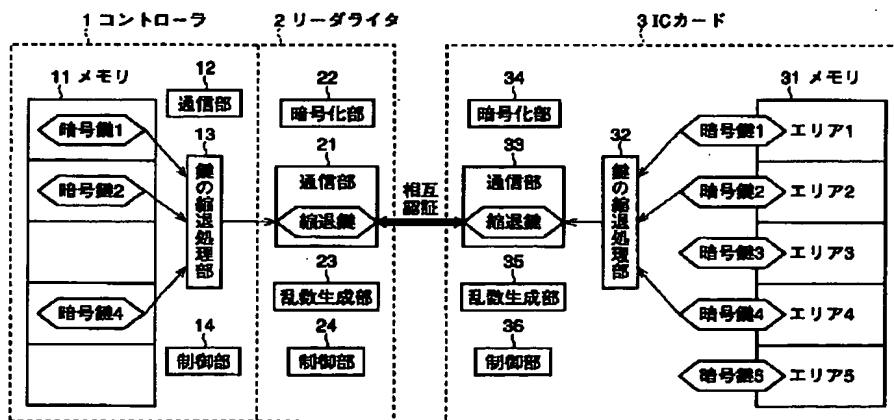 1 コントローラ
2 リーダライタ
3 ICカード
11 メモリ
暗号鍵1
暗号鍵2
暗号鍵4
12
通信部
13
鍵の縮退処理部
14
制御部
22
暗号化部
21
通信部
縮退鍵
23
乱数生成部
24
制御部
相互
認証
34
暗号化部
33
通信部
縮退鍵
35
乱数生成部
36
制御部
32
鍵の縮退処理部
31 メモリ
暗号鍵1 エリア1
暗号鍵2 エリア2
暗号鍵3 エリア3
暗号鍵4 エリア4
暗号鍵5 エリア5